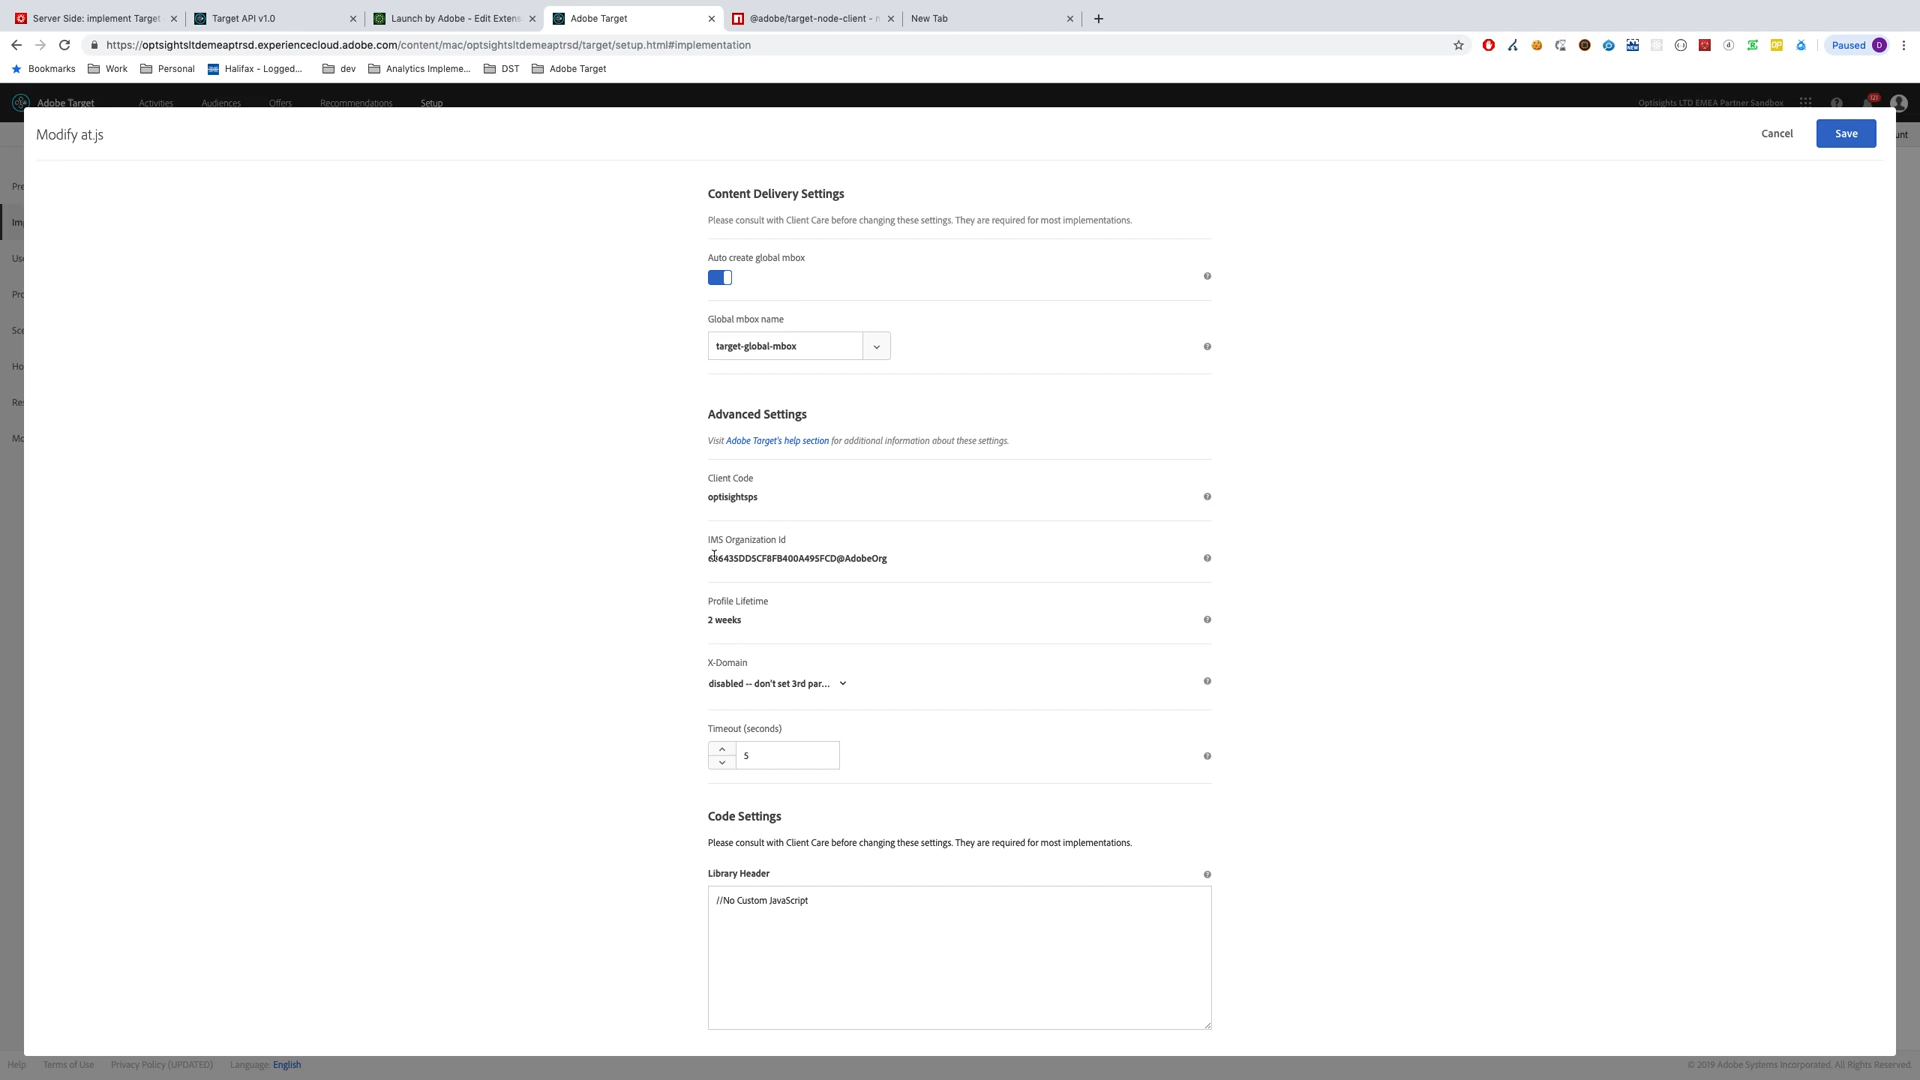 Server Side: implement Target
Target API v1.0
Launch by Adobe - Edit Extens
Adobe Target
@adobe/target-node-client - n
New Tab
https://optisightsltdemeaptrsd.experiencecloud.adobe.com/content/mac/optisightsltdemeaptrsd/target/setup.html#implementation
Paused
D
Bookmarks
Work
Personal
Halifax - Logged...
dev
Analytics Impleme...
DST
Adobe Target
Adobe Target
Activities
Audiences
Offers
Recommendations
Setup
Optisights LTD EMEA Partner Sandbox
Modify at.js
Cancel
Save
Content Delivery Settings
Please consult with Client Care before changing these settings. They are required for most implementations.
Auto create global mbox
Global mbox name
target-global-mbox
Advanced Settings
Visit Adobe Target's help section for additional information about these settings.
Client Code
optisightsps
IMS Organization Id
Profile Lifetime
2 weeks
X-Domain
disabled -- don't set 3rd par...
Timeout (seconds)
5
Code Settings
Please consult with Client Care before changing these settings. They are required for most implementations.
Library Header
//No Custom JavaScript
Help
Terms of Use
Privacy Policy (UPDATED)
Language: English
© 2019 Adobe Systems Incorporated. All Rights Reserved.